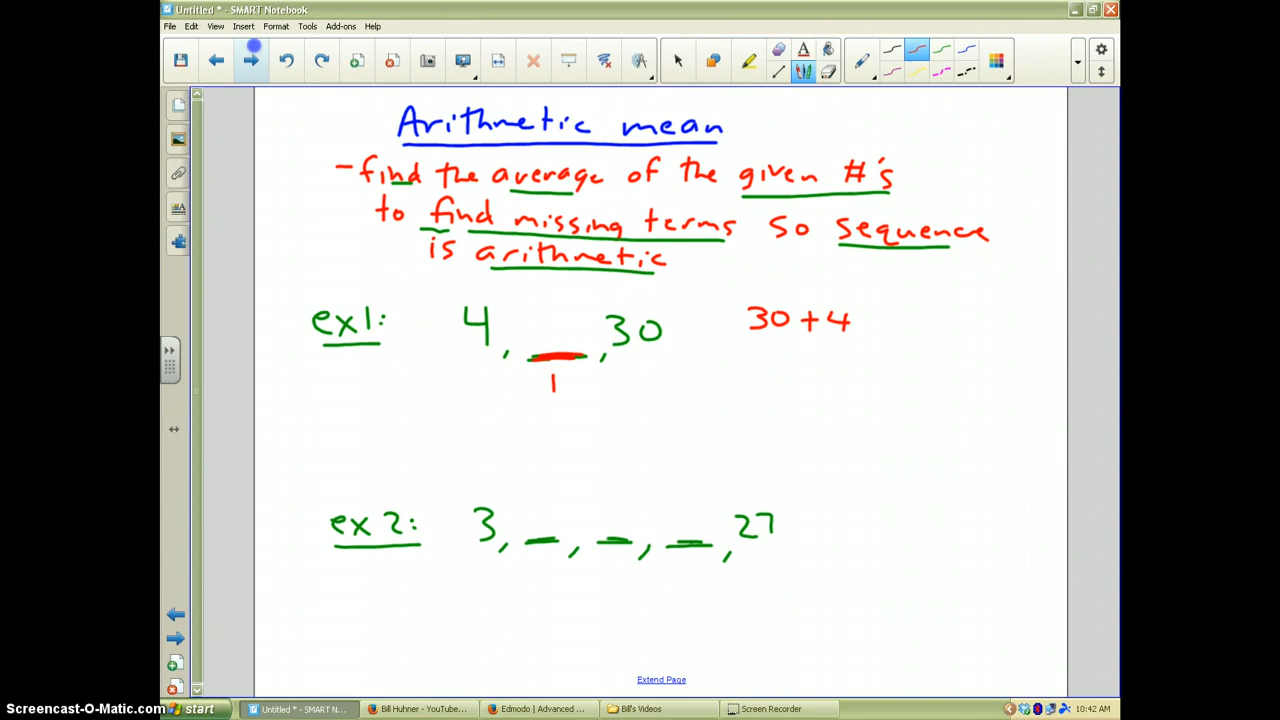 Untitled * - SMART Notebook
File Edit View Insert Format Tools Add-ons Help
Arithmetic mean
- find the average of the given #'s
to find missing terms so sequence
is arithmetic
ex1: 4, __, 30 30 + 4
1
ex 2: 3, _, _, _, 27
Extend Page
Screencast-O-Matic.com
start Untitled * - SMART N... Bill Huhner - YouTube... Edmodo | Advanced ... Bill's Videos Screen Recorder 10:42 AM